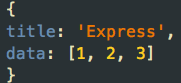 {
title: 'Express',
data: [1, 2, 3]
}